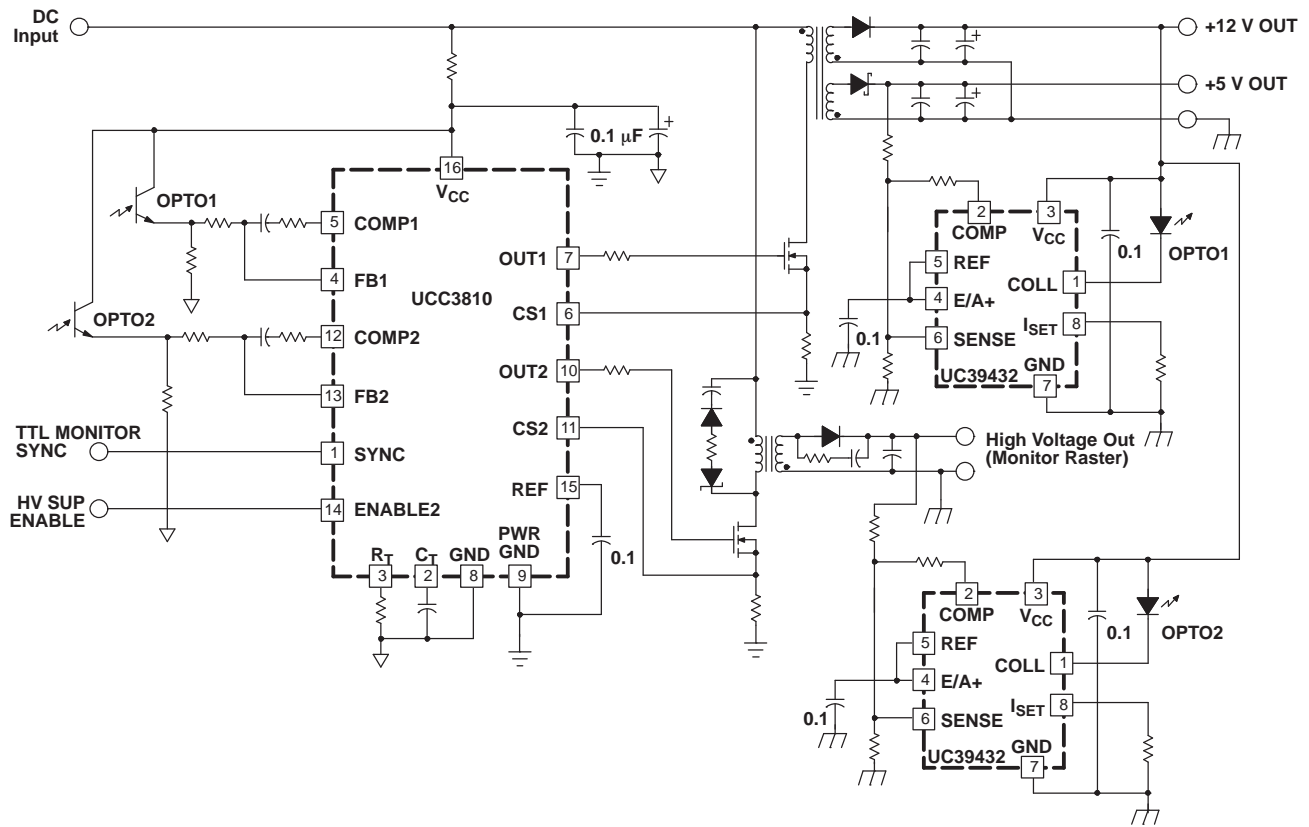 DC
Input
+12 V OUT
+5 V OUT
0.1 µF
16
VCC
OPTO1
5
COMP1
4
FB1
OPTO2
12
COMP2
13
FB2
TTL MONITOR
SYNC
1
SYNC
HV SUP
ENABLE
14
ENABLE2
UCC3810
OUT1
7
CS1
6
OUT2
10
CS2
11
REF
15
RT
CT
GND
PWR
GND
3
2
8
9
0.1
2
3
COMP
VCC
5
REF
4
E/A+
6
SENSE
COLL
1
ISET
8
GND
7
UC39432
0.1
0.1
OPTO1
High Voltage Out
(Monitor Raster)
2
3
COMP
VCC
5
REF
4
E/A+
6
SENSE
COLL
1
ISET
8
GND
7
UC39432
0.1
0.1
OPTO2